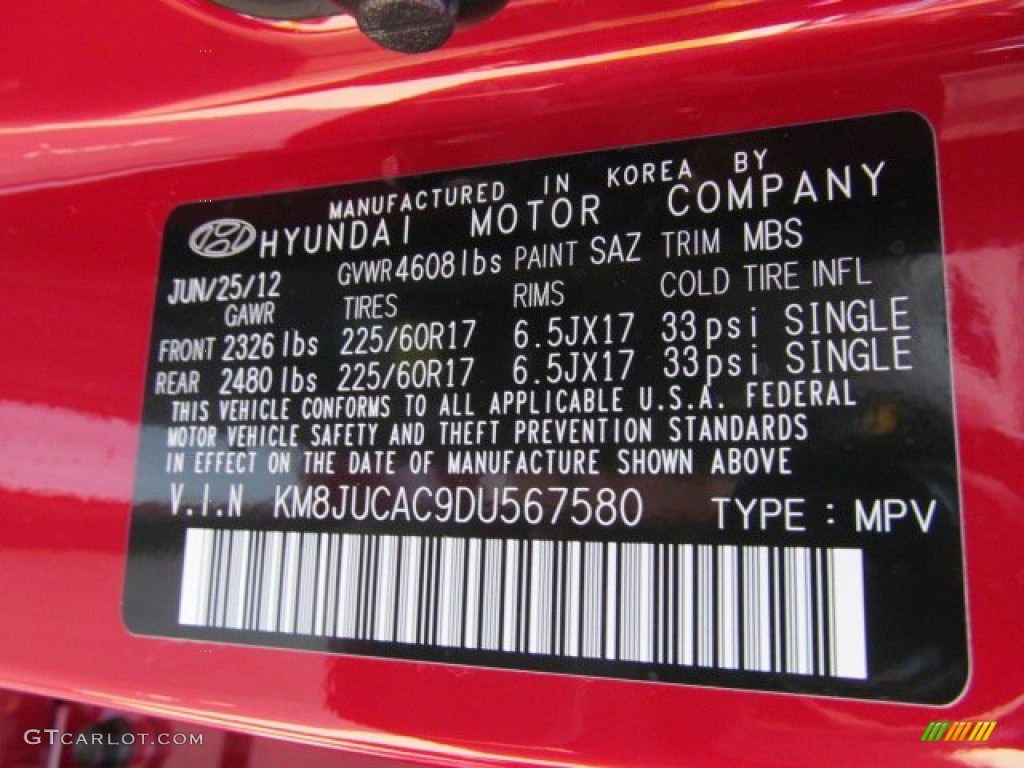 MANUFACTURED IN KOREA BY
HYUNDAI MOTOR COMPANY
JUN/25/12 GVWR 4608lbs PAINT SAZ TRIM MBS
GAWR TIRES RIMS COLD TIRE INFL
FRONT 2326 lbs 225/60R17 6.5JX17 33psi SINGLE
REAR 2480 lbs 225/60R17 6.5JX17 33psi SINGLE
THIS VEHICLE CONFORMS TO ALL APPLICABLE U.S.A. FEDERAL
MOTOR VEHICLE SAFETY AND THEFT PREVENTION STANDARDS
IN EFFECT ON THE DATE OF MANUFACTURE SHOWN ABOVE
V.I.N KM8JUCAC9DU567580 TYPE : MPV
GTCARLOT.COM